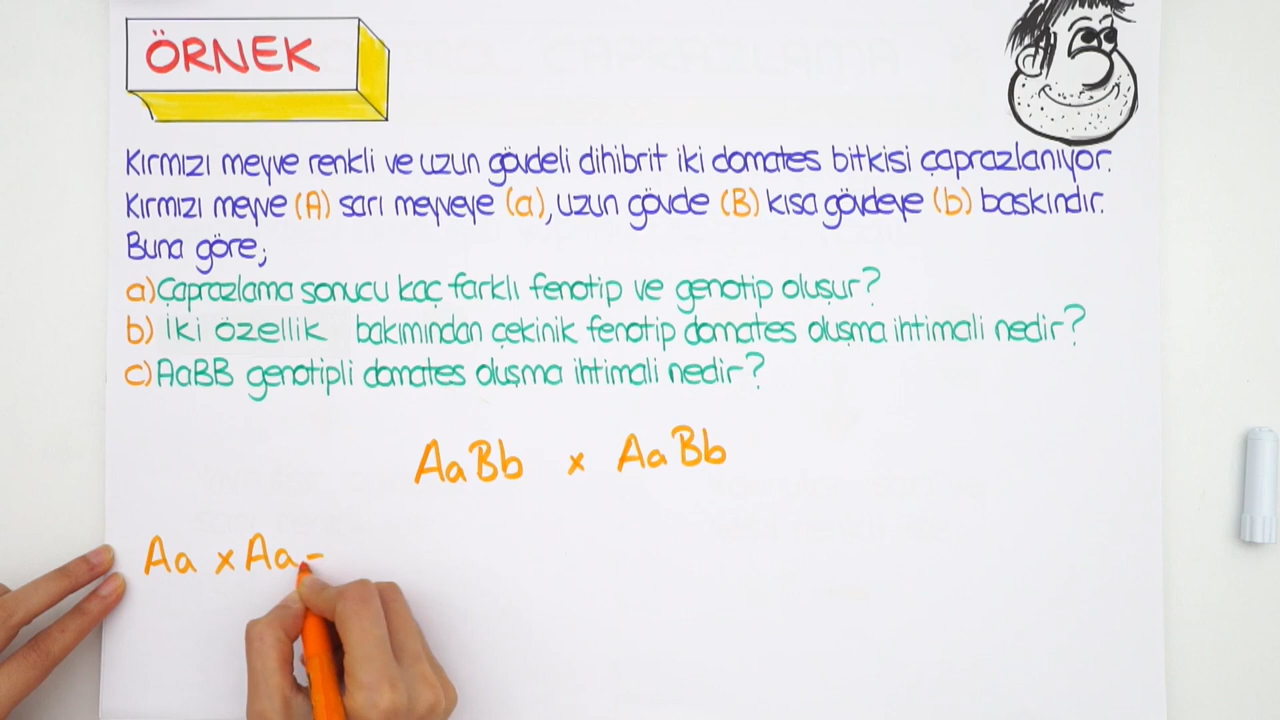 ÖRNEK
Kırmızı meyve renkli ve uzun gövdeli dihibrit iki domates bitkisi çaprazlanıyor.
Kırmızı meyve (A) sarı meyveye (a), uzun gövde (B) kısa gövdeye (b) baskındır.
Buna göre;
a) Çaprazlama sonucu kaç farklı fenotip ve genotip oluşur?
b) İki özellik bakımından çekinik fenotip domates oluşma ihtimali nedir?
c) AaBB genotipli domates oluşma ihtimali nedir?
AaBb x AaBb
Aa x Aa -